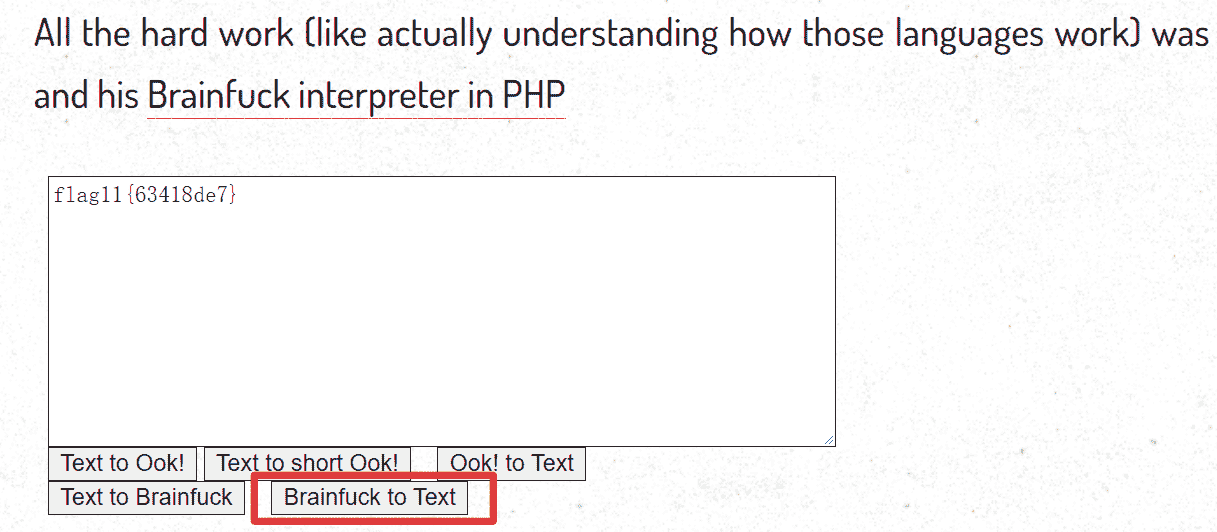 All the hard work (like actually understanding how those languages work) was
and his Brainfuck interpreter in PHP
flag11{63418de7}
Text to Ook! Text to short Ook! Ook! to Text
Text to Brainfuck Brainfuck to Text